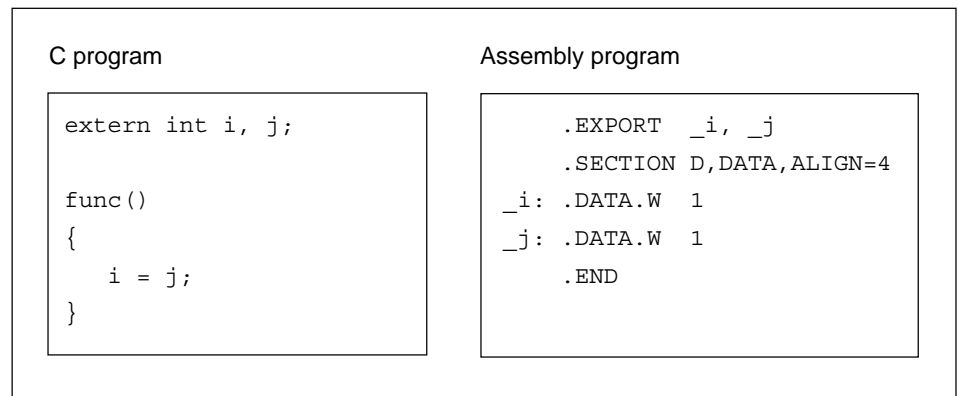 C program
extern int i, j;
func()
{
i = j;
}
Assembly program
.EXPORT _i, _j
.SECTION D,DATA,ALIGN=4
_i: .DATA.W 1
_j: .DATA.W 1
.END